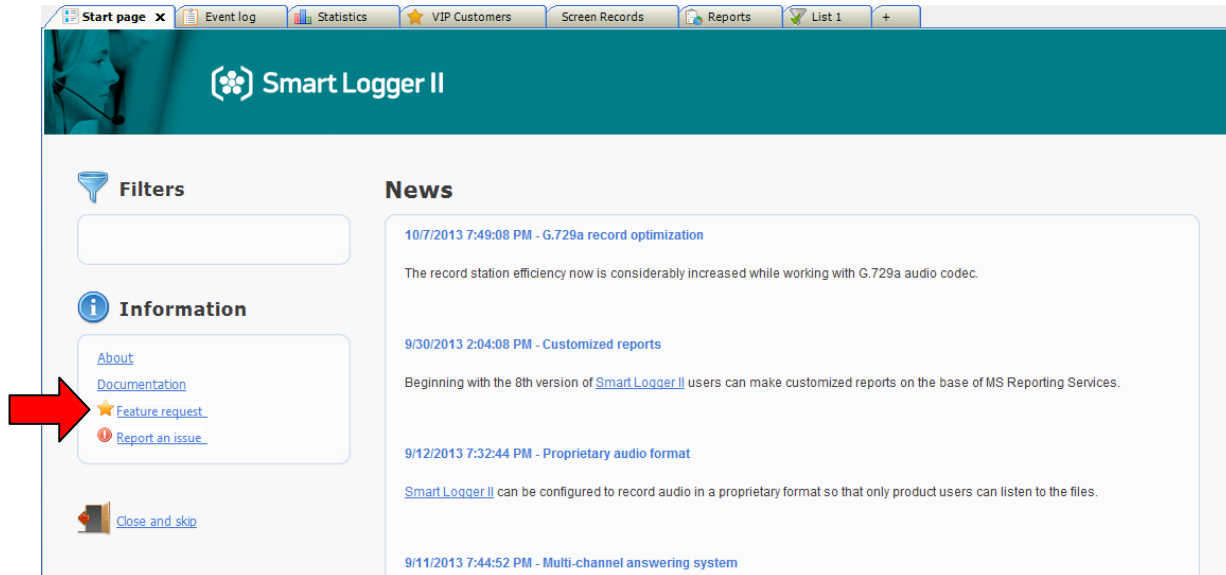 Start page x Event log Statistics VIP Customers Screen Records Reports List 1 +
Smart Logger II
Filters
Information
About
Documentation
Feature request
Report an issue
Close and skip
News
10/7/2013 7:49:08 PM - G.729a record optimization
The record station efficiency now is considerably increased while working with G.729a audio codec.
9/30/2013 2:04:08 PM - Customized reports
Beginning with the 8th version of Smart Logger II users can make customized reports on the base of MS Reporting Services.
9/12/2013 7:32:44 PM - Proprietary audio format
Smart Logger II can be configured to record audio in a proprietary format so that only product users can listen to the files.
9/11/2013 7:44:52 PM - Multi-channel answering system